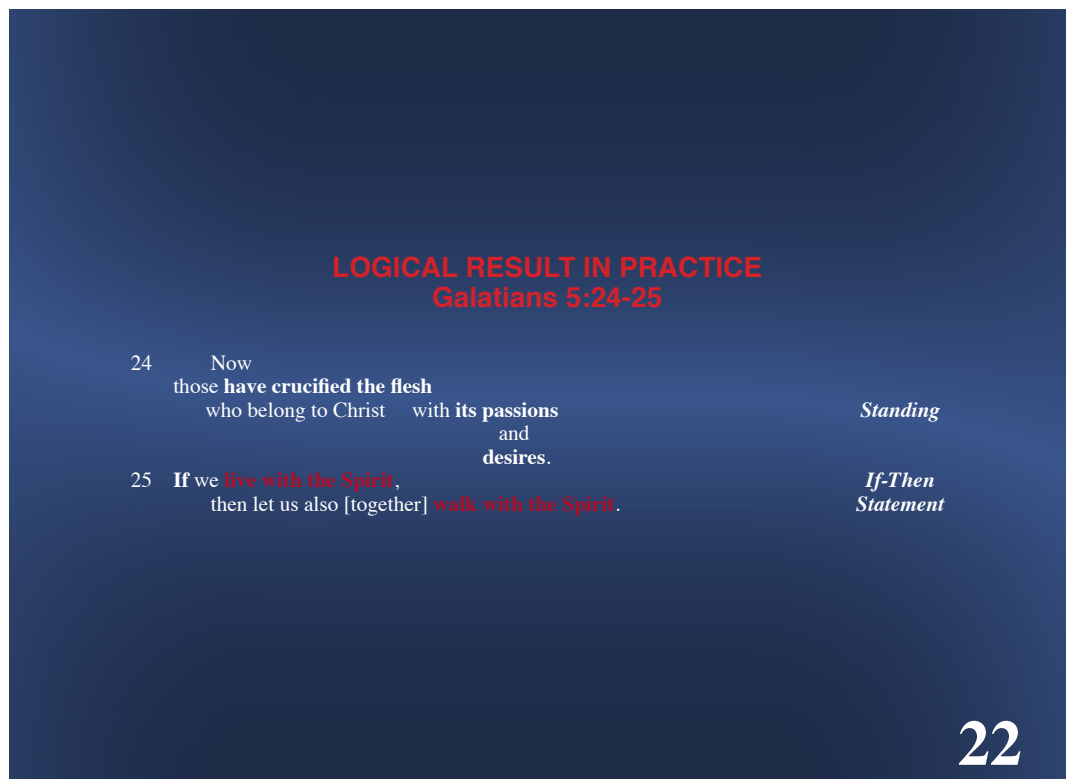 LOGICAL RESULT IN PRACTICE
Galatians 5:24-25
24 Now
those have crucified the flesh
who belong to Christ with its passions Standing
and
desires.
25 If we live with the Spirit, If-Then
then let us also [together] walk with the Spirit. Statement
22